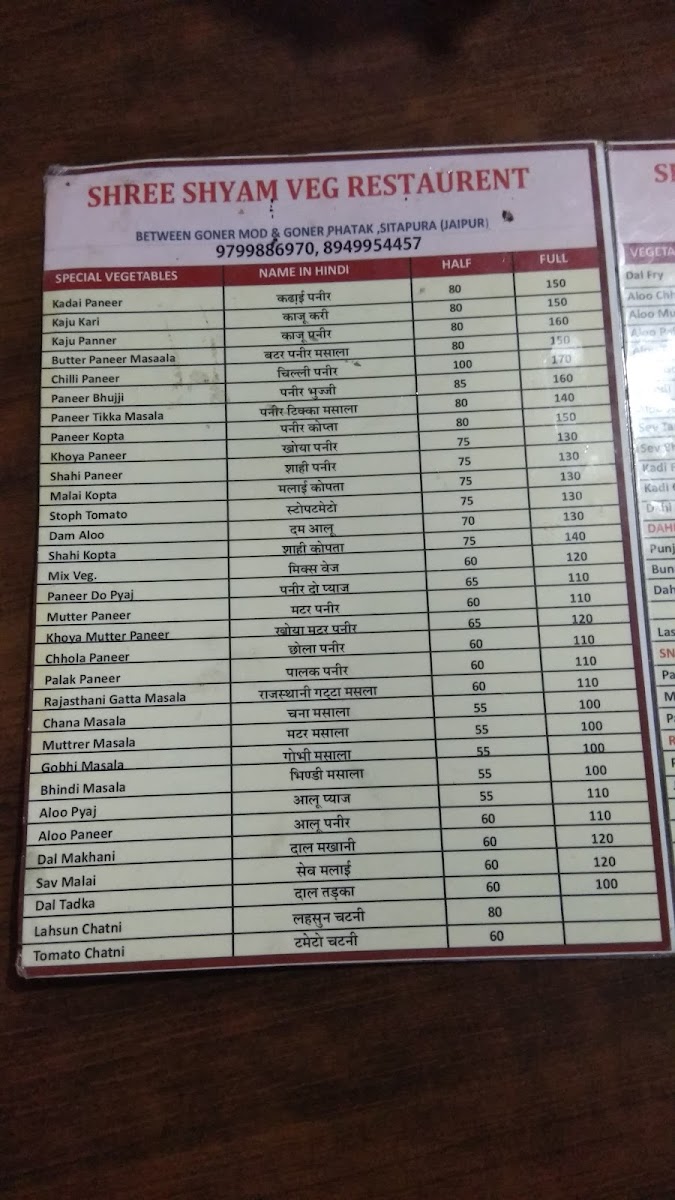 SHREE SHYAM VEG RESTAURENT
BETWEEN GONER MOD & GONER PHATAK ,SITAPURA (JAIPUR)
9799886970, 8949954457
SPECIAL VEGETABLES NAME IN HINDI HALF FULL
Kadai Paneer कढाई पनीर 80 150
Kaju Kari काजू करी 80 150
Kaju Panner काजू पनीर 80 160
Butter Paneer Masaala बटर पनीर मसाला 80 150
Chilli Paneer चिल्ली पनीर 100 170
Paneer Bhujji पनीर भुज्जी 85 160
Paneer Tikka Masala पनीर टिक्का मसाला 80 140
Paneer Kopta पनीर कोप्ता 80 150
Khoya Paneer खोया पनीर 75 130
Shahi Paneer शाही पनीर 75 130
Malai Kopta मलाई कोपता 75 130
Stoph Tomato स्टोपटमेटो 75 130
Dam Aloo दम आलू 70 130
Shahi Kopta शाही कोपता 75 140
Mix Veg. मिक्स वेज 60 120
Paneer Do Pyaj पनीर दो प्याज 65 110
Mutter Paneer मटर पनीर 60 110
Khoya Mutter Paneer खोया मटर पनीर 65 120
Chhola Paneer छोला पनीर 60 110
Palak Paneer पालक पनीर 60 110
Rajasthani Gatta Masala राजस्थानी गट्टा मसला 60 110
Chana Masala चना मसाला 55 100
Muttrer Masala मटर मसाला 55 100
Gobhi Masala गोभी मसाला 55 100
Bhindi Masala भिण्डी मसाला 55 100
Aloo Pyaj आलू प्याज 55 110
Aloo Paneer आलू पनीर 60 110
Dal Makhani दाल मखानी 60 120
Sav Malai सेव मलाई 60 120
Dal Tadka दाल तड़का 60 100
Lahsun Chatni लहसुन चटनी 80
Tomato Chatni टमेटो चटनी 60
Dal Fry